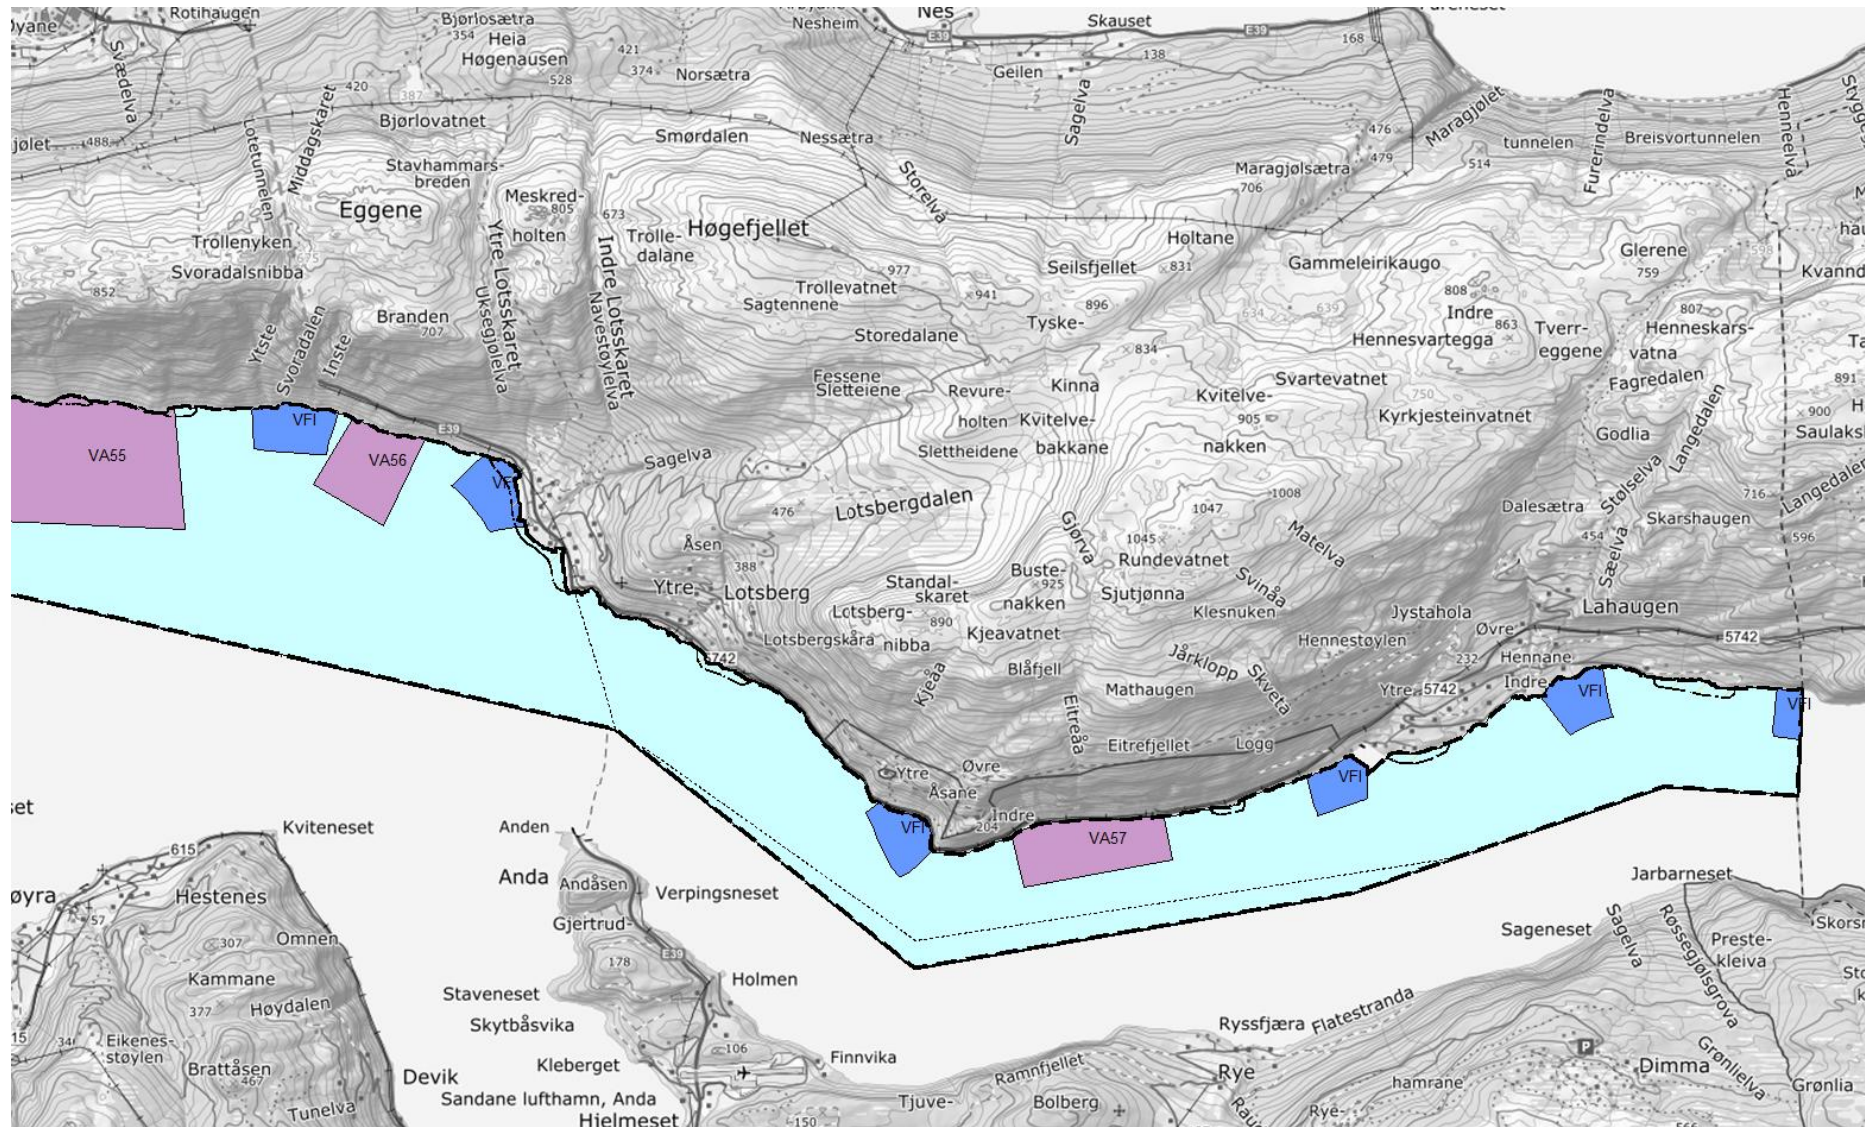 Rotihaugen
Bjørlosætra
354
Heia
Høgenausen
528
421
374
Norsætra
Nesheim
Nes
E39
Skauset
138
E39
168
Geilen
Svædelva
420
387
Bjørlovatnet
Smørdalen
Nessætra
Sagelva
476
479
Maragjølet
tunnelen
514
Furerindelva
Breisvortunnelen
Henneelva
488
Lotetunnelen
Middagskaret
Stavhammars-
breden
Eggene
Meskred-
805
holten
673
Trolle-
dalane
Høgefjellet
Storelva
Maragjølsætra
706
Holtane
Trollenyken
675
Svoradalsnibba
852
Ytre Lotsskaret
Uksegjølelva
Indre Lotsskaret
Navestøylelva
977
Trollevatnet
Sagtennene
941
Seilsfjellet
831
896
Gammeleirikaugo
634
639
Glerene
759
598
808
Indre
863
Hennesvartegga
Tverr-
eggene
807
Henneskars-
vatna
Fagredalen
891
900
Branden
707
Ytste
Svoradalen
Inste
Storedalane
Tyske-
834
Fessene
Sletteiene
Revure-
holten
Kinna
Kvitelve-
bakkane
Kvitelve-
905
nakken
Svartevatnet
750
Kyrkjesteinvatnet
Godlia
Langedalen
VA55
VFI
VA56
E39
VFI
Sagelva
Slettheidene
476
Lotsbergdalen
Gjørva
1008
1047
1045
Rundevatnet
Matelva
Dalesætra
Stølselva
716
Skarshaugen
Langedalen
454
596
Sæelva
Åsen
388
Ytre
Lotsberg
Standal-
skaret
Buste-
925
nakken
Sjutjønna
Svinåa
Klesnuken
Jystahola
Lahaugen
Lotsberg-
890
nibba
Lotsbergskåra
Kjeavatnet
Hennestøylen
Øvre
5742
5742
232
Hennane
Kjeåa
Blåfjell
Mathaugen
Jårklopp
Skveta
Ytre
5742
Indre
VFI
VFI
Eitreåa
Eitrefjellet
Logg
Ytre
Øvre
Åsane
VFI
Indre
204
VFI
VA57
Kviteneset
615
Anden
Anda
Andåsen
Verpingsneset
Hestenes
57
Gjertrud-
307
Omnen
178
E39
Kammane
Holmen
377
Høydalen
Staveneset
Skytbåsvika
Eikenes-
støylen
Brattåsen
467
Kleberget
106
Finnvika
Devik
Sandane lufthamn, Anda
Tunelva
Hjelmeset
150
Tjuve-
Ramnfjellet
Bolberg
Jarbarneset
Sageneset
Sagelva
Røssegjølsgrova
Preste-
kleiva
Ryssfjæra
Flatestranda
Rye
P
Dimma
Grønlielva
hamrane
Grønlia
Rye-